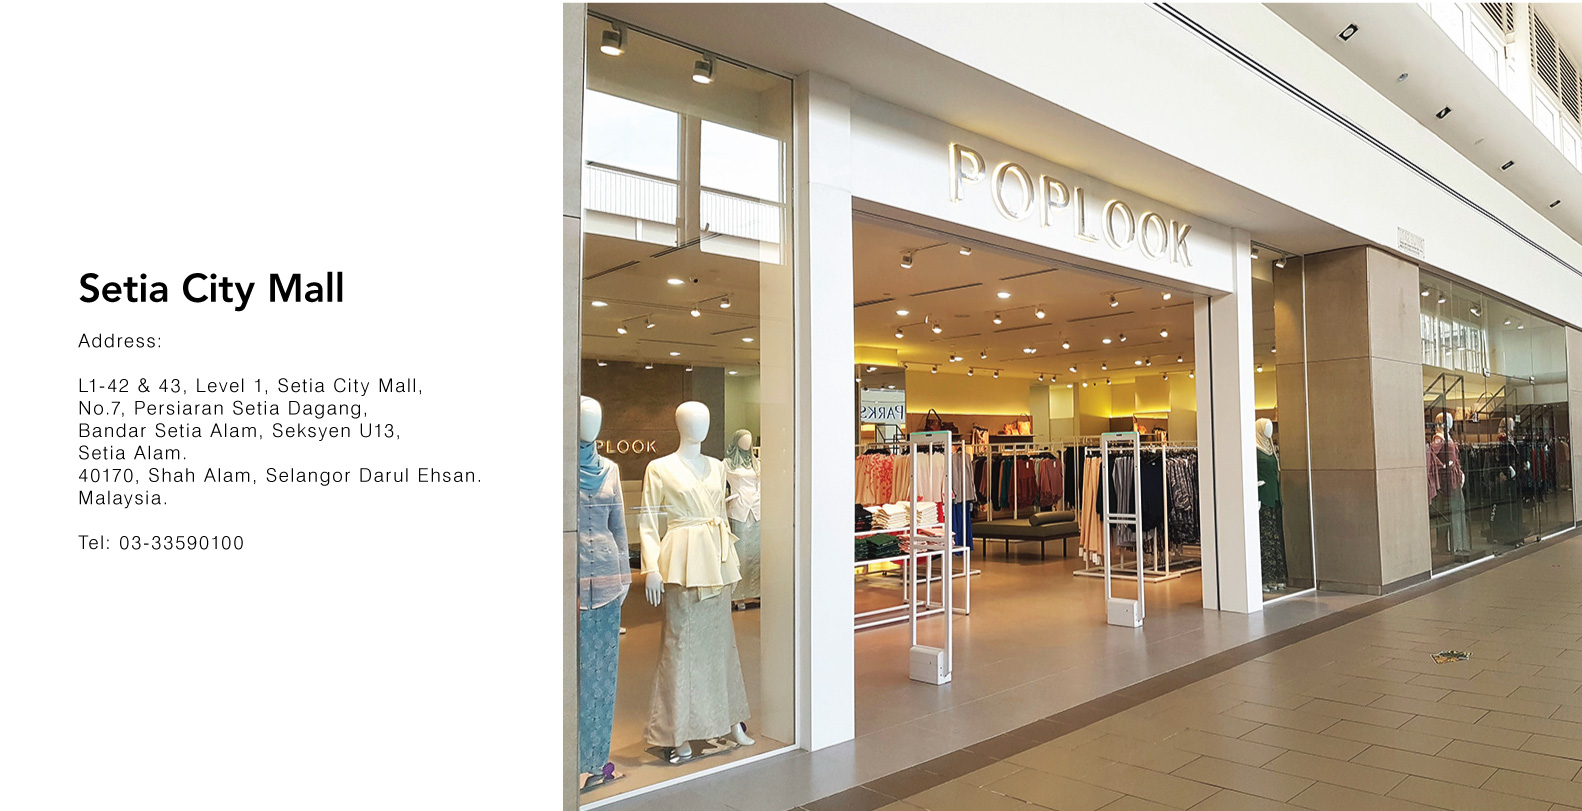 Setia City Mall
Address:
L1-42 & 43, Level 1, Setia City Mall,
No.7, Persiaran Setia Dagang,
Bandar Setia Alam, Seksyen U13,
Setia Alam.
40170, Shah Alam, Selangor Darul Ehsan.
Malaysia.
Tel: 03-33590100
POPLOOK
PLOOK
PARKS